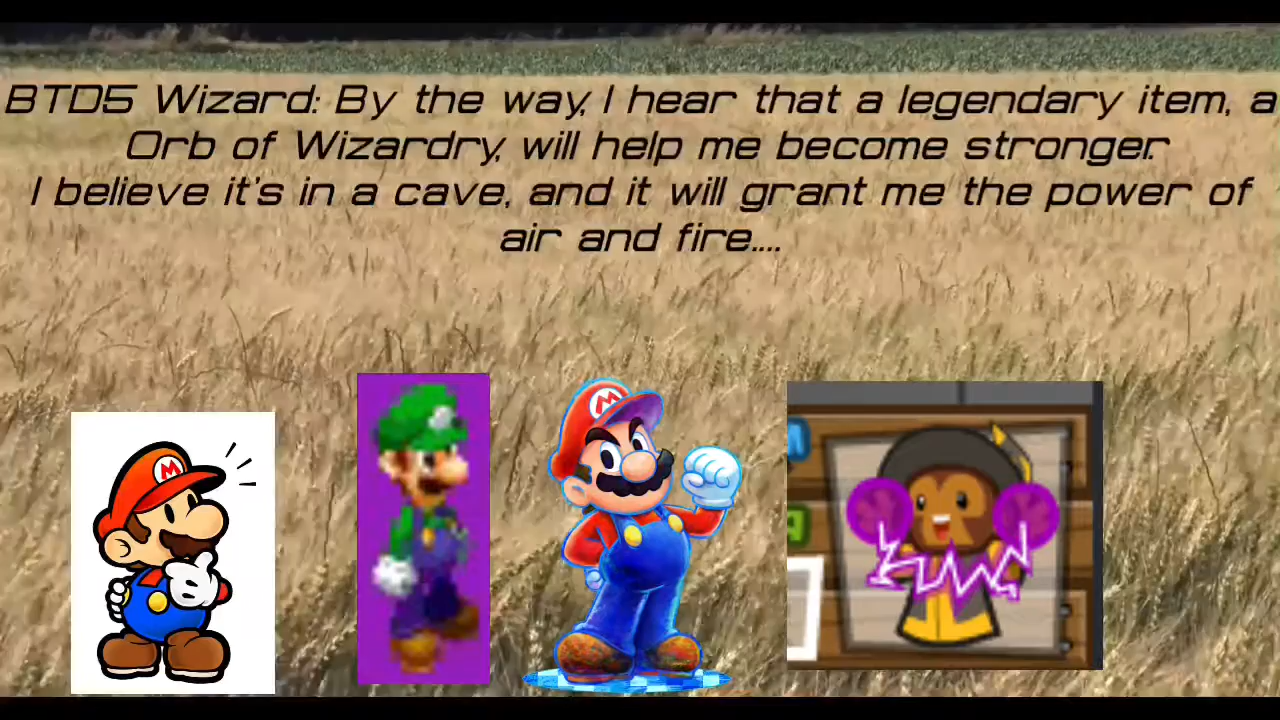 BTD5 Wizard: By the way, I hear that a legendary item, a
Orb of Wizardry, will help me become stronger.
I believe it's in a cave, and it will grant me the power of
air and fire....
M
M